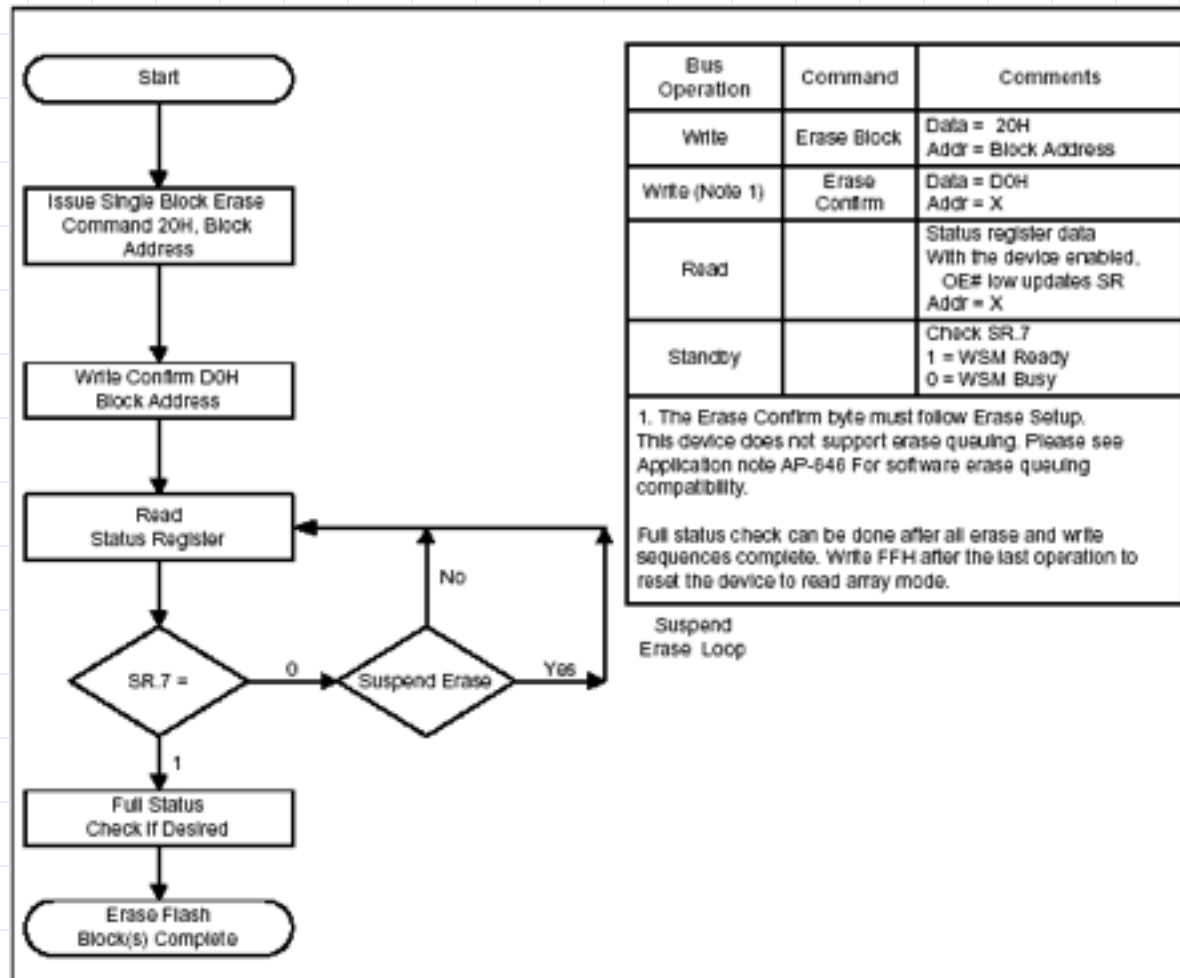 Start
Issue Single Block Erase
Command 20H, Block
Address
Write Confirm D0H
Block Address
Read
Status Register
No
SR.7 =
0
Suspend Erase
Yes
1
Full Status
Check if Desired
Erase Flash
Block(s) Complete
Bus
Operation
Command
Comments
Write
Erase Block
Data = 20H
Addr = Block Address
Write (Note 1)
Erase
Confirm
Data = D0H
Addr = X
Read
Status register data
With the device enabled,
OE# low updates SR
Addr = X
Standby
Check SR.7
1 = WSM Ready
0 = WSM Busy
1. The Erase Confirm byte must follow Erase Setup.
This device does not support erase queuing. Please see
Application note AP-646 For software erase queuing
compatibility.
Full status check can be done after all erase and write
sequences complete. Write FFH after the last operation to
reset the device to read array mode.
Suspend
Erase Loop